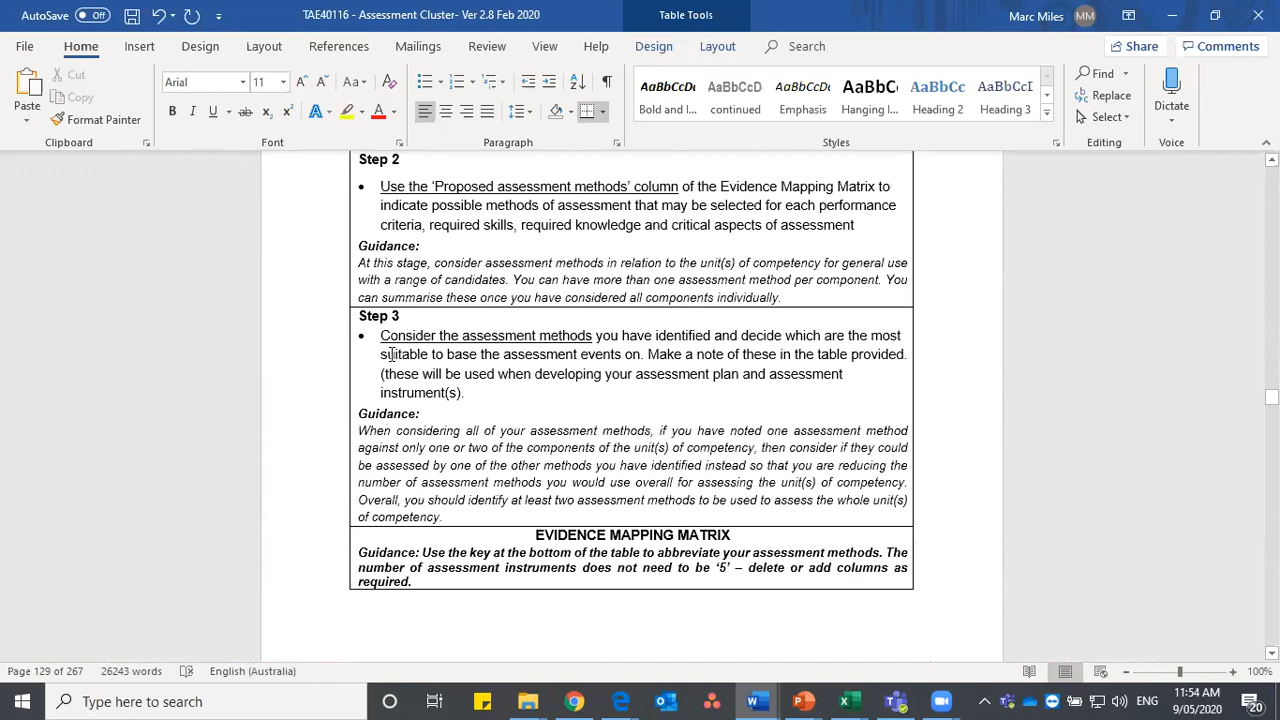 AutoSave Off TAE40116 - Assessment Cluster- Ver 2.8 Feb 2020 Table Tools Marc Miles MM
File Home Insert Design Layout References Mailings Review View Help Design Layout Search Share Comments
Paste
Cut
Copy
Format Painter
Clipboard
Arial 11
Font
Paragraph
AaBbCcDc AaBbCcDc AaBbCcDc AaBbCc AaBbCc AaBbCcI
Bold and I... continued Emphasis Hanging I... Heading 2 Heading 3
Styles
Find
Replace
Select
Editing
Dictate
Voice
Step 2
• Use the ‘Proposed assessment methods’ column of the Evidence Mapping Matrix to
indicate possible methods of assessment that may be selected for each performance
criteria, required skills, required knowledge and critical aspects of assessment
Guidance:
At this stage, consider assessment methods in relation to the unit(s) of competency for general use
with a range of candidates. You can have more than one assessment method per component. You
can summarise these once you have considered all components individually.
Step 3
• Consider the assessment methods you have identified and decide which are the most
suitable to base the assessment events on. Make a note of these in the table provided.
(these will be used when developing your assessment plan and assessment
instrument(s).
Guidance:
When considering all of your assessment methods, if you have noted one assessment method
against only one or two of the components of the unit(s) of competency, then consider if they could
be assessed by one of the other methods you have identified instead so that you are reducing the
number of assessment methods you would use overall for assessing the unit(s) of competency.
Overall, you should identify at least two assessment methods to be used to assess the whole unit(s)
of competency.
EVIDENCE MAPPING MATRIX
Guidance: Use the key at the bottom of the table to abbreviate your assessment methods. The
number of assessment instruments does not need to be ‘5’ – delete or add columns as
required.
Page 129 of 267 26243 words English (Australia) 100%
Type here to search
ENG
11:54 AM
9/05/2020
20